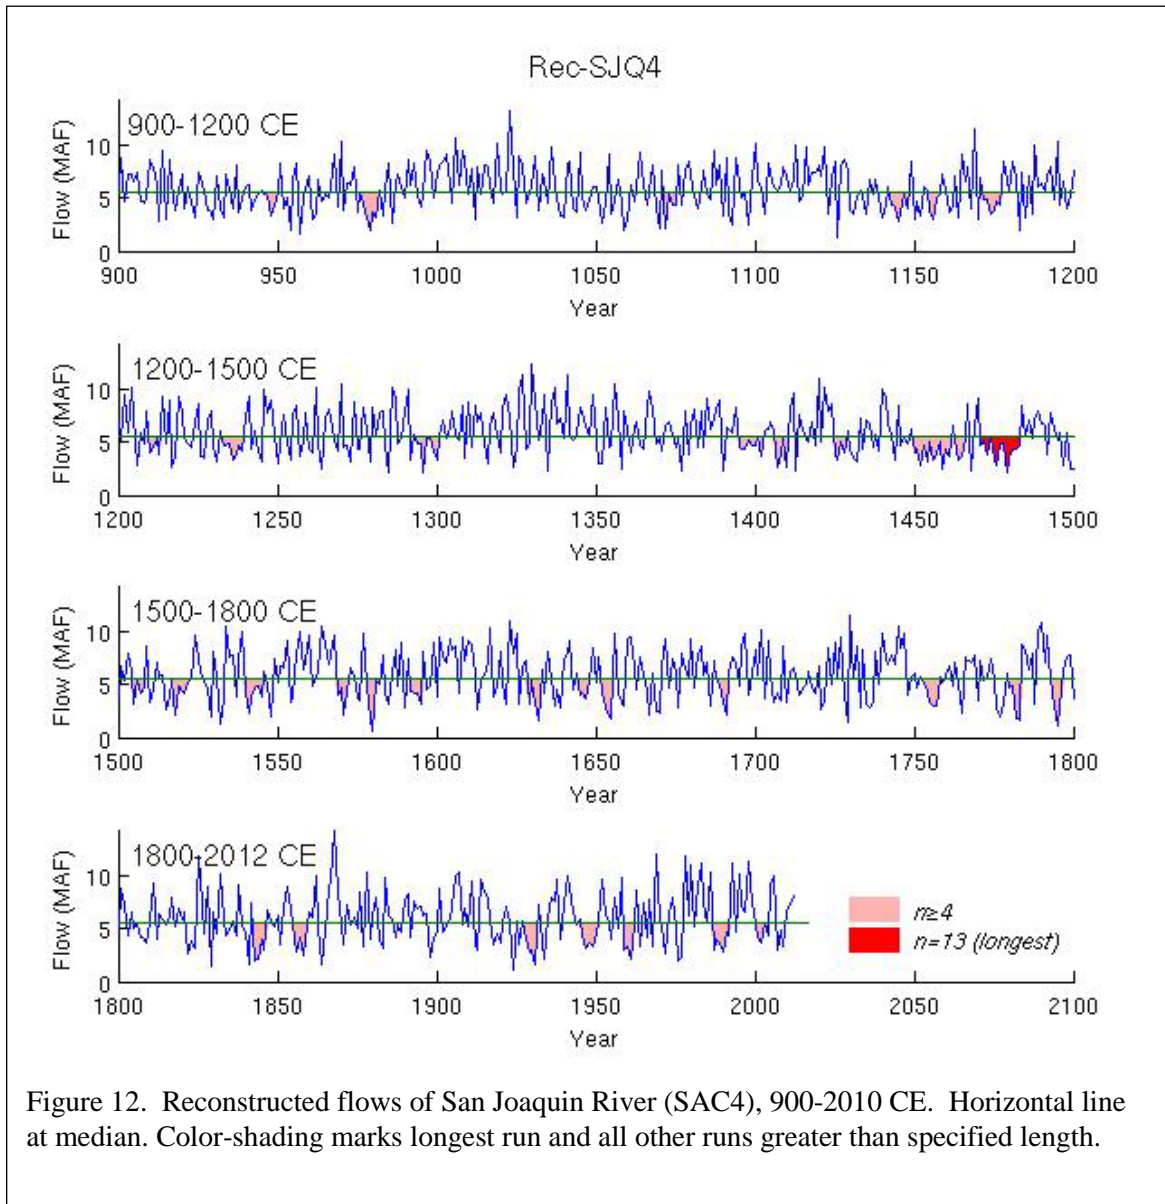 Rec-SJQ4
900-1200 CE
Flow (MAF)
10
5
0
900 950 1000 1050 1100 1150 1200
Year
1200-1500 CE
Flow (MAF)
10
5
0
1200 1250 1300 1350 1400 1450 1500
Year
1500-1800 CE
Flow (MAF)
10
5
0
1500 1550 1600 1650 1700 1750 1800
Year
1800-2012 CE
Flow (MAF)
10
5
0
n≥4
n=13 (longest)
1800 1850 1900 1950 2000 2050 2100
Year
Figure 12. Reconstructed flows of San Joaquin River (SAC4), 900-2010 CE. Horizontal line
at median. Color-shading marks longest run and all other runs greater than specified length.